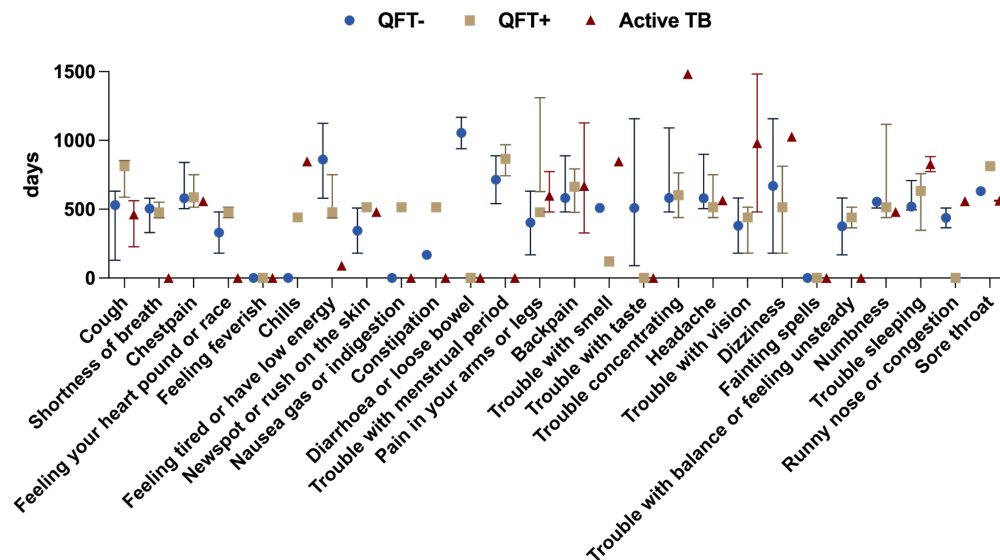 QFT- QFT+ Active TB
days
1500
1000
500
0
Cough
Shortness of breath
Chestpain
Feeling your heart pound or race
Feeling feverish
Chills
Feeling tired or have low energy
Newspot or rush on the skin
Nausea gas or indigestion
Constipation
Diarrhoea or loose bowel
Trouble with menstrual period
Pain in your arms or legs
Backpain
Trouble with smell
Trouble with taste
Trouble concentrating
Headache
Trouble with vision
Dizziness
Fainting spells
Trouble with balance or feeling unsteady
Numbness
Trouble sleeping
Runny nose or congestion
Sore throat